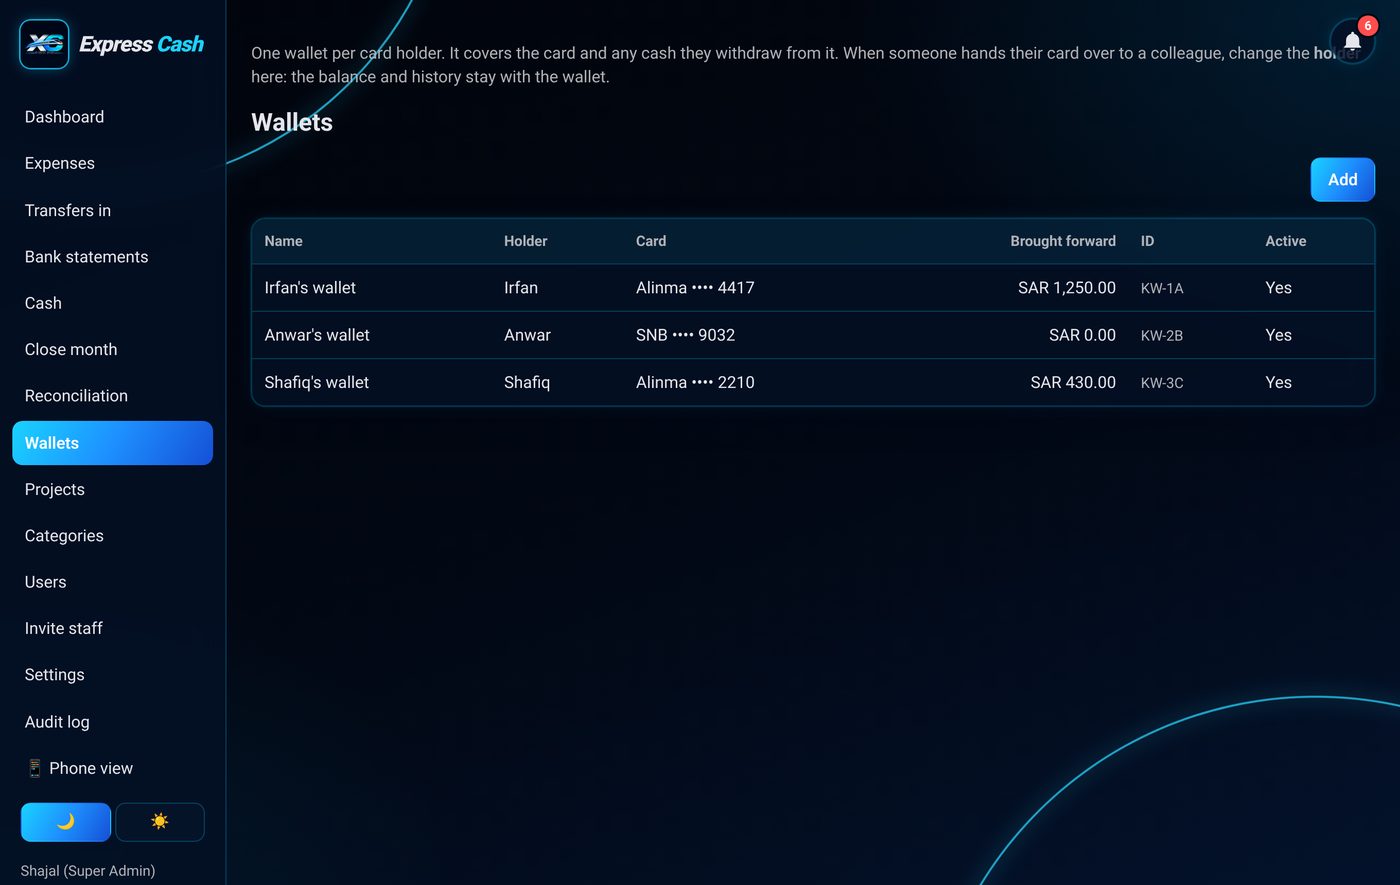 XC Express Cash
Dashboard
Expenses
Transfers in
Bank statements
Cash
Close month
Reconciliation
Wallets
Projects
Categories
Users
Invite staff
Settings
Audit log
Phone view
Shajal (Super Admin)
6
One wallet per card holder. It covers the card and any cash they withdraw from it. When someone hands their card over to a colleague, change the holder
here: the balance and history stay with the wallet.
Wallets
Add
Name Holder Card Brought forward ID Active
Irfan's wallet Irfan Alinma •••• 4417 SAR 1,250.00 KW-1A Yes
Anwar's wallet Anwar SNB •••• 9032 SAR 0.00 KW-2B Yes
Shafiq's wallet Shafiq Alinma •••• 2210 SAR 430.00 KW-3C Yes